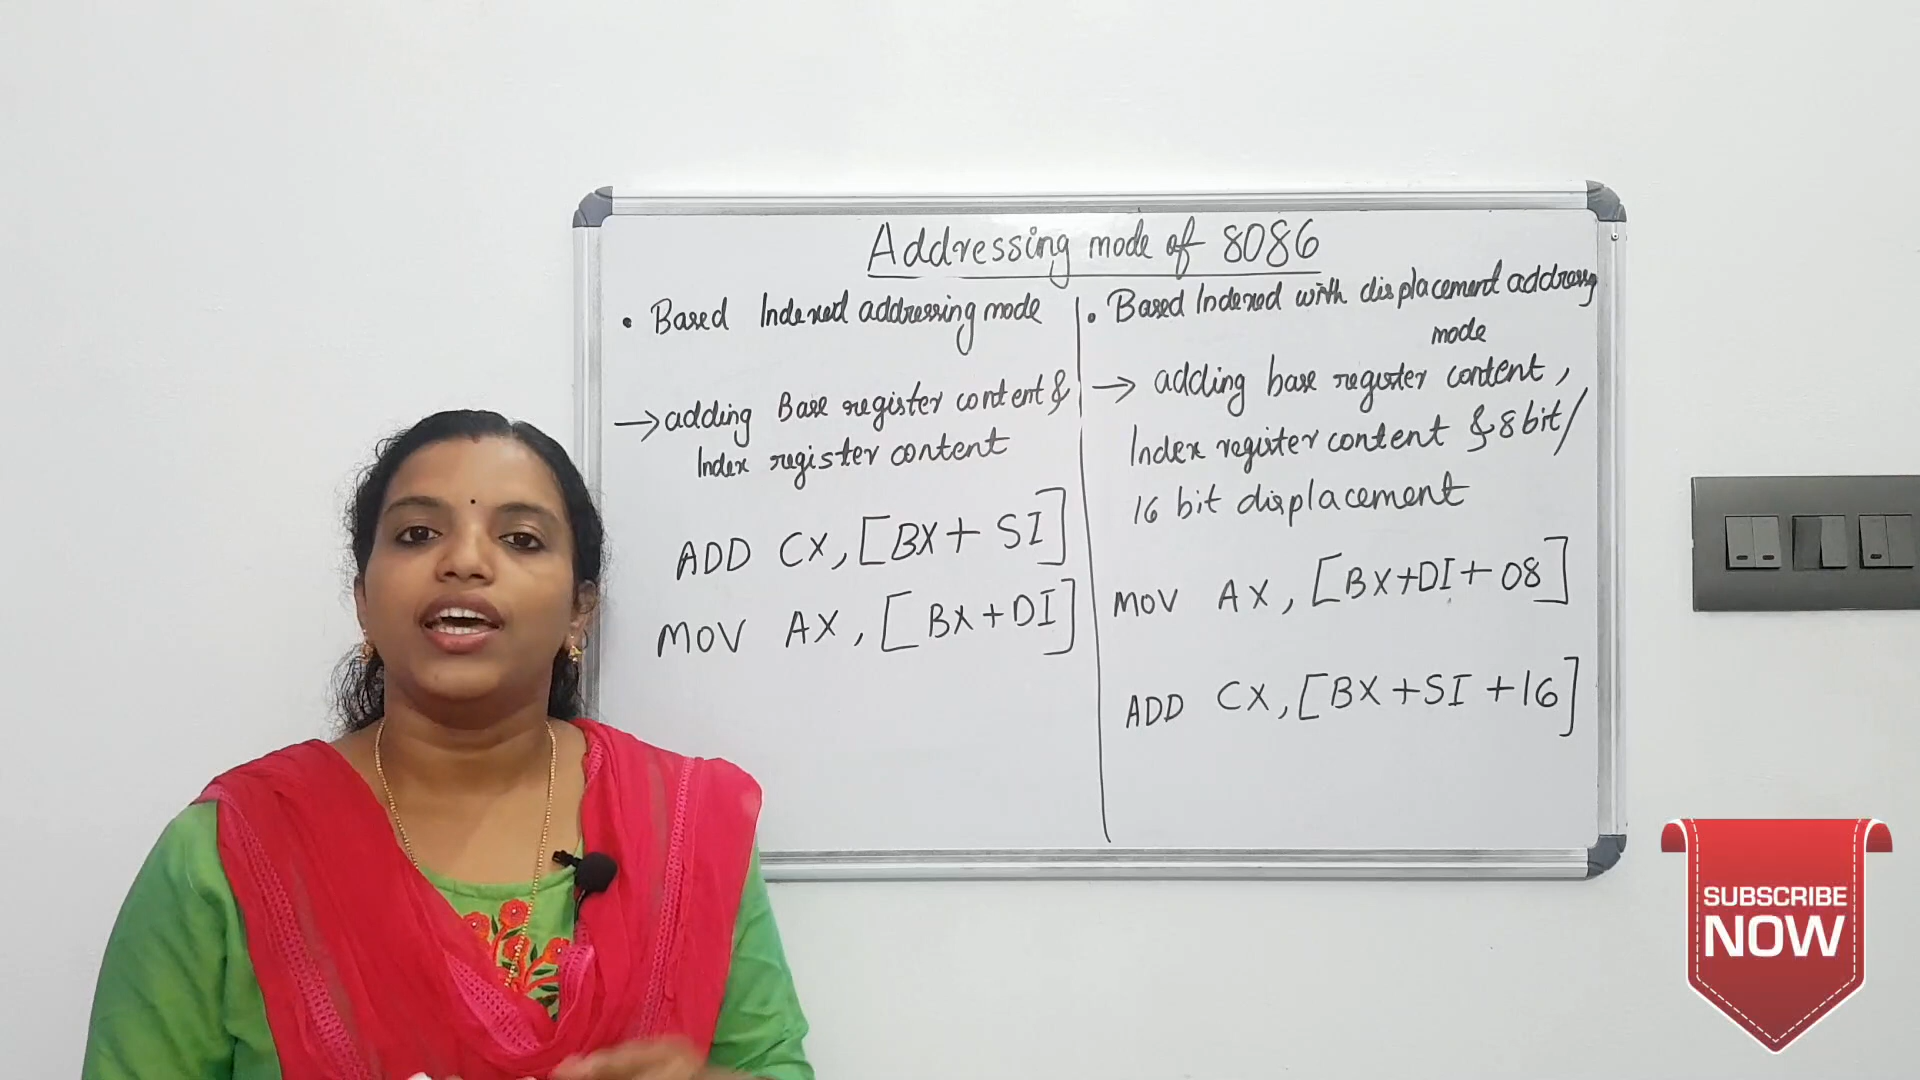 Addressing mode of 8086
• Based Indexed addressing mode
→ adding Base register content &
Index register content
ADD CX, [BX + SI]
MOV AX, [BX + DI]
• Based Indexed with displacement addressing
mode
→ adding base register content,
Index register content & 8 bit/
16 bit displacement
MOV AX, [BX+DI+08]
ADD CX, [BX+SI+16]
SUBSCRIBE
NOW